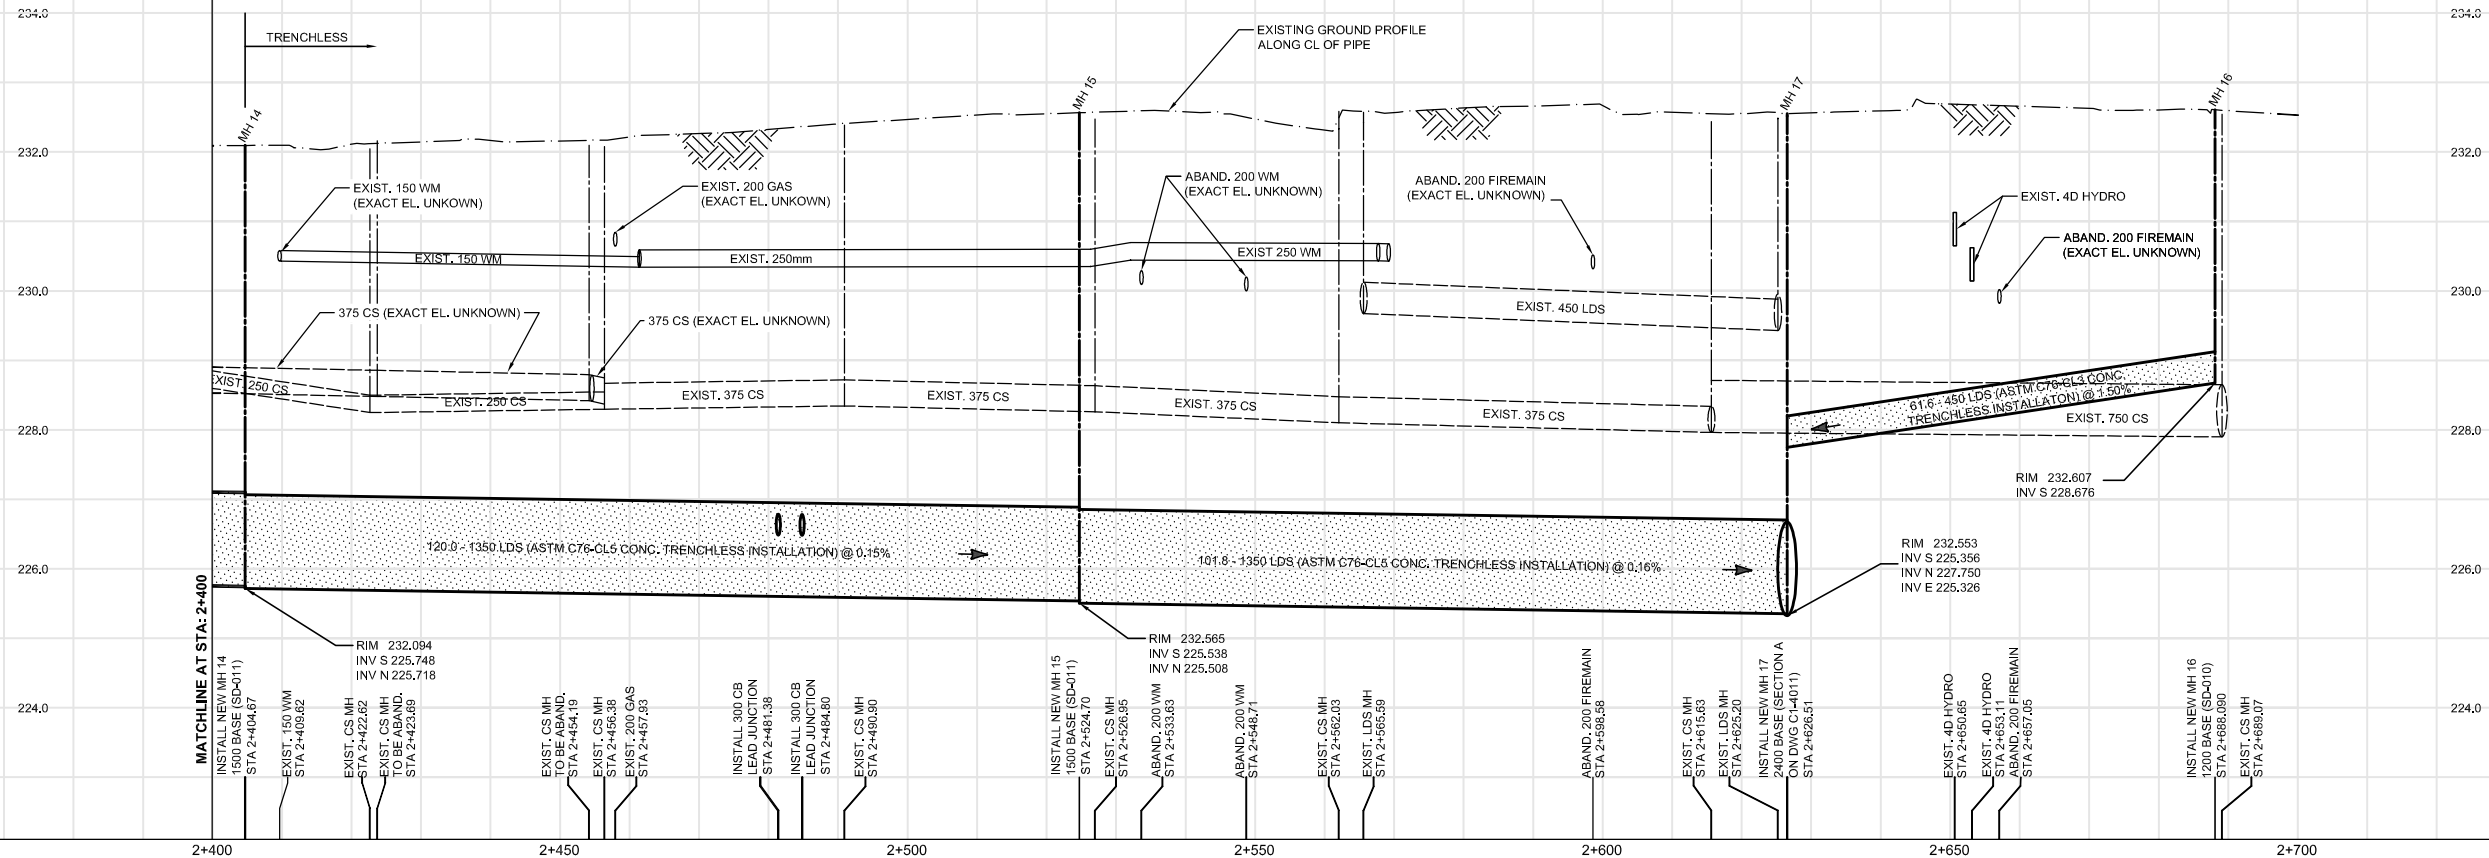 234.0
234.0
TRENCHLESS
EXISTING GROUND PROFILE
ALONG CL OF PIPE
MH 14
MH 15
MH 17
MH 16
232.0
232.0
EXIST. 150 WM
(EXACT EL. UNKOWN)
EXIST. 200 GAS
(EXACT EL. UNKOWN)
ABAND. 200 WM
(EXACT EL. UNKNOWN)
ABAND. 200 FIREMAIN
(EXACT EL. UNKNOWN)
EXIST. 4D HYDRO
ABAND. 200 FIREMAIN
(EXACT EL. UNKNOWN)
EXIST. 150 WM
EXIST. 250mm
EXIST 250 WM
230.0
230.0
EXIST. 450 LDS
375 CS (EXACT EL. UNKNOWN)
375 CS (EXACT EL. UNKNOWN)
EXIST. 250 CS
EXIST. 250 CS
EXIST. 375 CS
EXIST. 375 CS
EXIST. 375 CS
EXIST. 375 CS
61.6 - 450 LDS (ASTM C76-CL3 CONC.
TRENCHLESS INSTALLATON) @ 1.50%
EXIST. 750 CS
228.0
228.0
RIM 232.607
INV S 228.676
120.0 - 1350 LDS (ASTM C76-CL5 CONC. TRENCHLESS INSTALLATION) @ 0.15%
101.8 - 1350 LDS (ASTM C76-CL5 CONC. TRENCHLESS INSTALLATION) @ 0.16%
226.0
226.0
RIM 232.553
INV S 225.356
INV N 227.750
INV E 225.326
RIM 232.094
INV S 225.748
INV N 225.718
RIM 232.565
INV S 225.538
INV N 225.508
224.0
224.0
MATCHLINE AT STA: 2+400
INSTALL NEW MH 14
1500 BASE (SD-011)
STA 2+404.67
EXIST. 150 WM
STA 2+409.62
EXIST. CS MH
STA 2+422.62
EXIST. CS MH
TO BE ABAND.
STA 2+423.69
EXIST. CS MH
TO BE ABAND.
STA 2+454.19
EXIST. CS MH
STA 2+456.38
EXIST. 200 GAS
STA 2+457.93
INSTALL 300 CB
LEAD JUNCTION
STA 2+481.38
INSTALL 300 CB
LEAD JUNCTION
STA 2+484.80
EXIST. CS MH
STA 2+490.90
INSTALL NEW MH 15
1500 BASE (SD-011)
STA 2+524.70
EXIST. CS MH
STA 2+526.95
ABAND. 200 WM
STA 2+533.63
ABAND. 200 WM
STA 2+548.71
EXIST. CS MH
STA 2+562.03
EXIST. LDS MH
STA 2+565.59
ABAND. 200 FIREMAIN
STA 2+598.58
EXIST. CS MH
STA 2+615.63
EXIST. LDS MH
STA 2+625.20
INSTALL NEW MH 17
2400 BASE (SECTION A
ON DWG C1-4011)
STA 2+626.51
EXIST. 4D HYDRO
STA 2+650.65
EXIST. 4D HYDRO
STA 2+653.11
ABAND. 200 FIREMAIN
STA 2+657.05
INSTALL NEW MH 16
1200 BASE (SD-010)
STA 2+688.090
EXIST. CS MH
STA 2+689.07
2+400
2+450
2+500
2+550
2+600
2+650
2+700